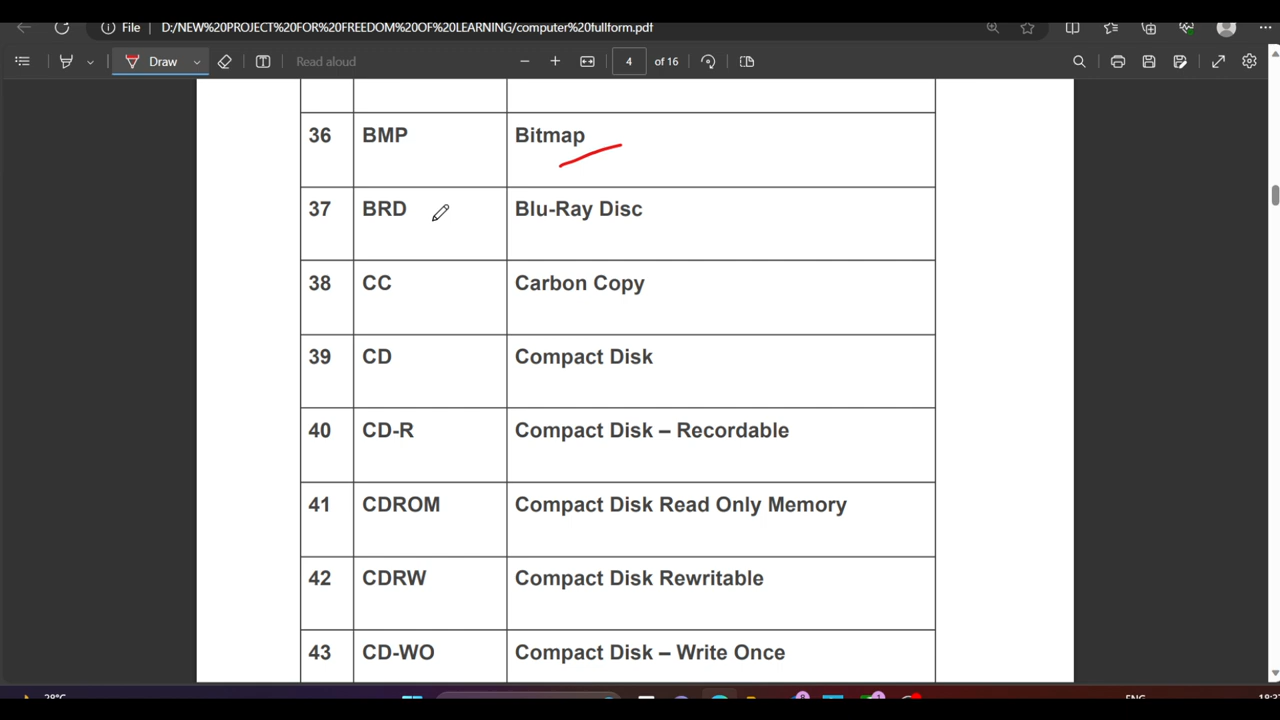 File D:/NEW%20PROJECT%20FOR%20FREEDOM%20OF%20LEARNING/computer%20fullform.pdf
Draw Read aloud 4 of 16
36 BMP Bitmap
37 BRD Blu-Ray Disc
38 CC Carbon Copy
39 CD Compact Disk
40 CD-R Compact Disk – Recordable
41 CDROM Compact Disk Read Only Memory
42 CDRW Compact Disk Rewritable
43 CD-WO Compact Disk – Write Once
28°C ENG